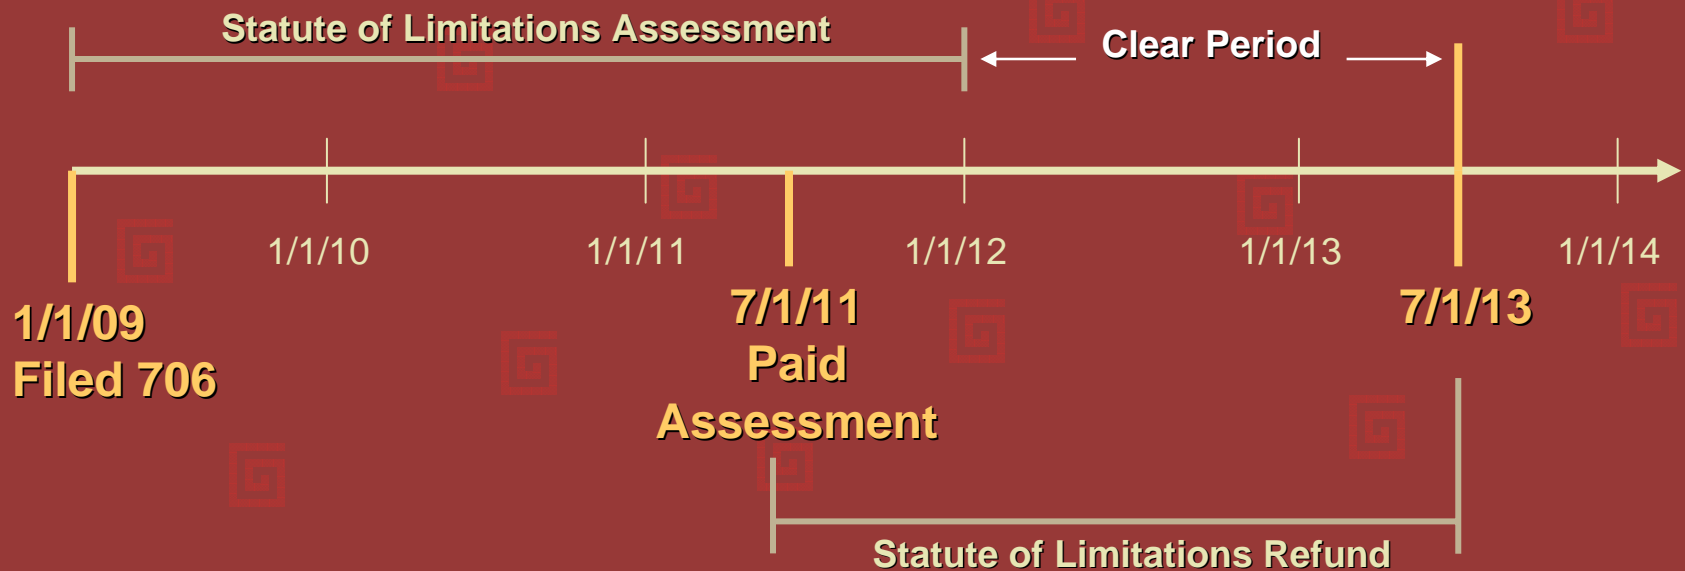 Statute of Limitations Assessment
Clear Period
1/1/10
1/1/11
1/1/12
1/1/13
1/1/14
1/1/09
Filed 706
7/1/11
Paid
Assessment
7/1/13
Statute of Limitations Refund